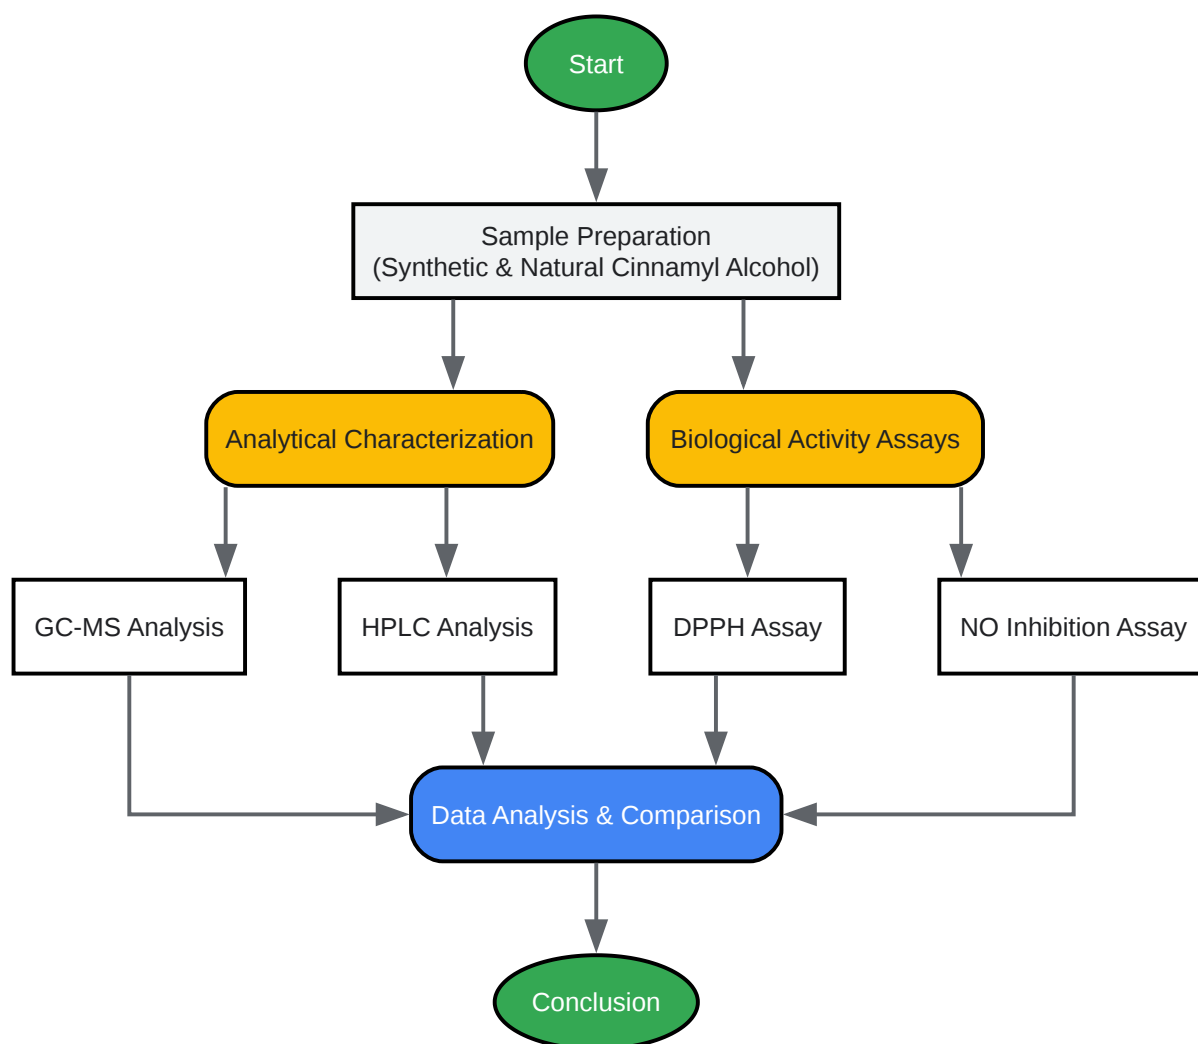 Start
Sample Preparation
(Synthetic & Natural Cinnamyl Alcohol)
Analytical Characterization
Biological Activity Assays
GC-MS Analysis
HPLC Analysis
DPPH Assay
NO Inhibition Assay
Data Analysis & Comparison
Conclusion